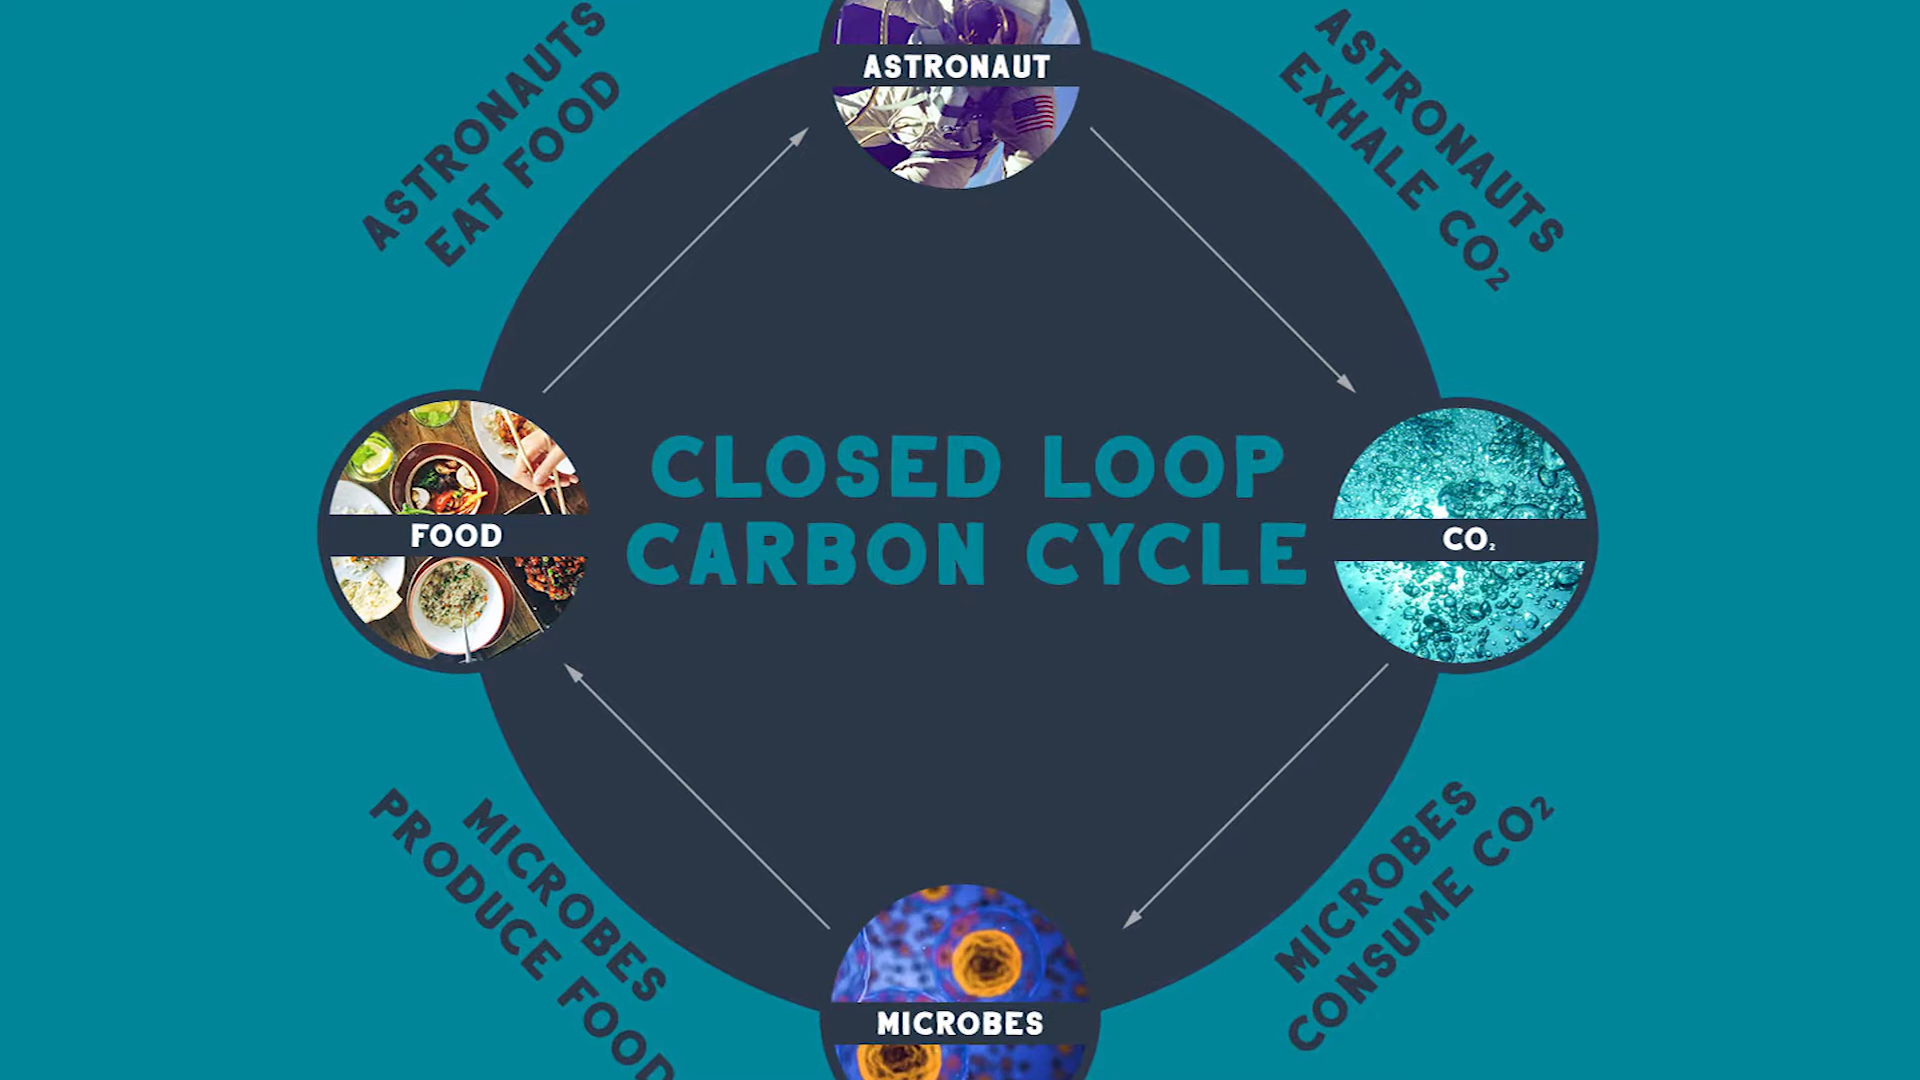 ASTRONAUT
ASTRONAUTS
EAT FOOD
ASTRONAUTS
EXHALE CO₂
CLOSED LOOP
CARBON CYCLE
FOOD
CO₂
MICROBES
PRODUCE FOOD
MICROBES
CONSUME CO₂
MICROBES